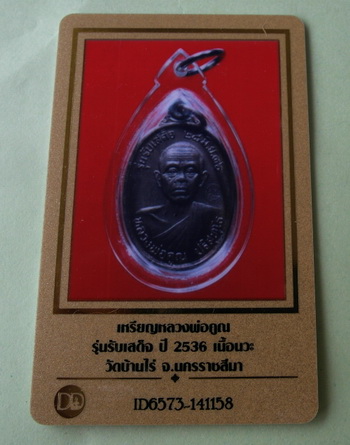 เหรียญหลวงพ่อคูณ
รุ่นรับเสด็จ ปี 2536 เนื้อนวะ
วัดบ้านไร่ จ.นครราชสีมา
DD
ID6573-141158